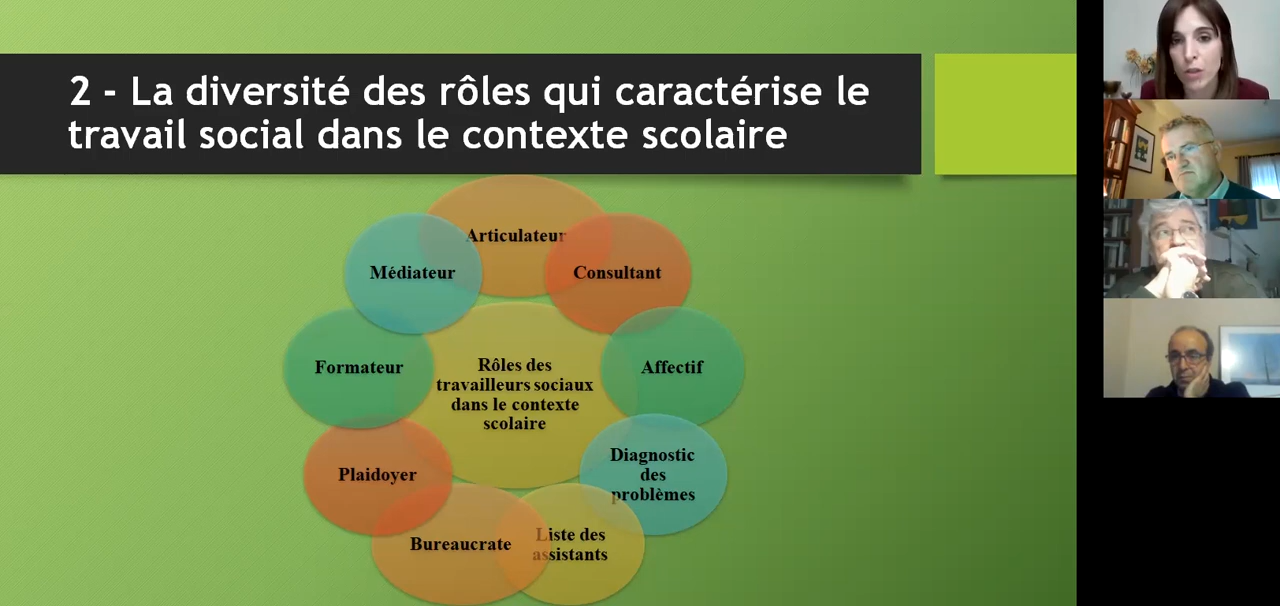 2 - La diversité des rôles qui caractérise le
travail social dans le contexte scolaire
Articulateur
Médiateur
Consultant
Formateur
Rôles des
travailleurs sociaux
dans le contexte
scolaire
Affectif
Plaidoyer
Diagnostic
des
problèmes
Bureaucrate
Liste des
assistants